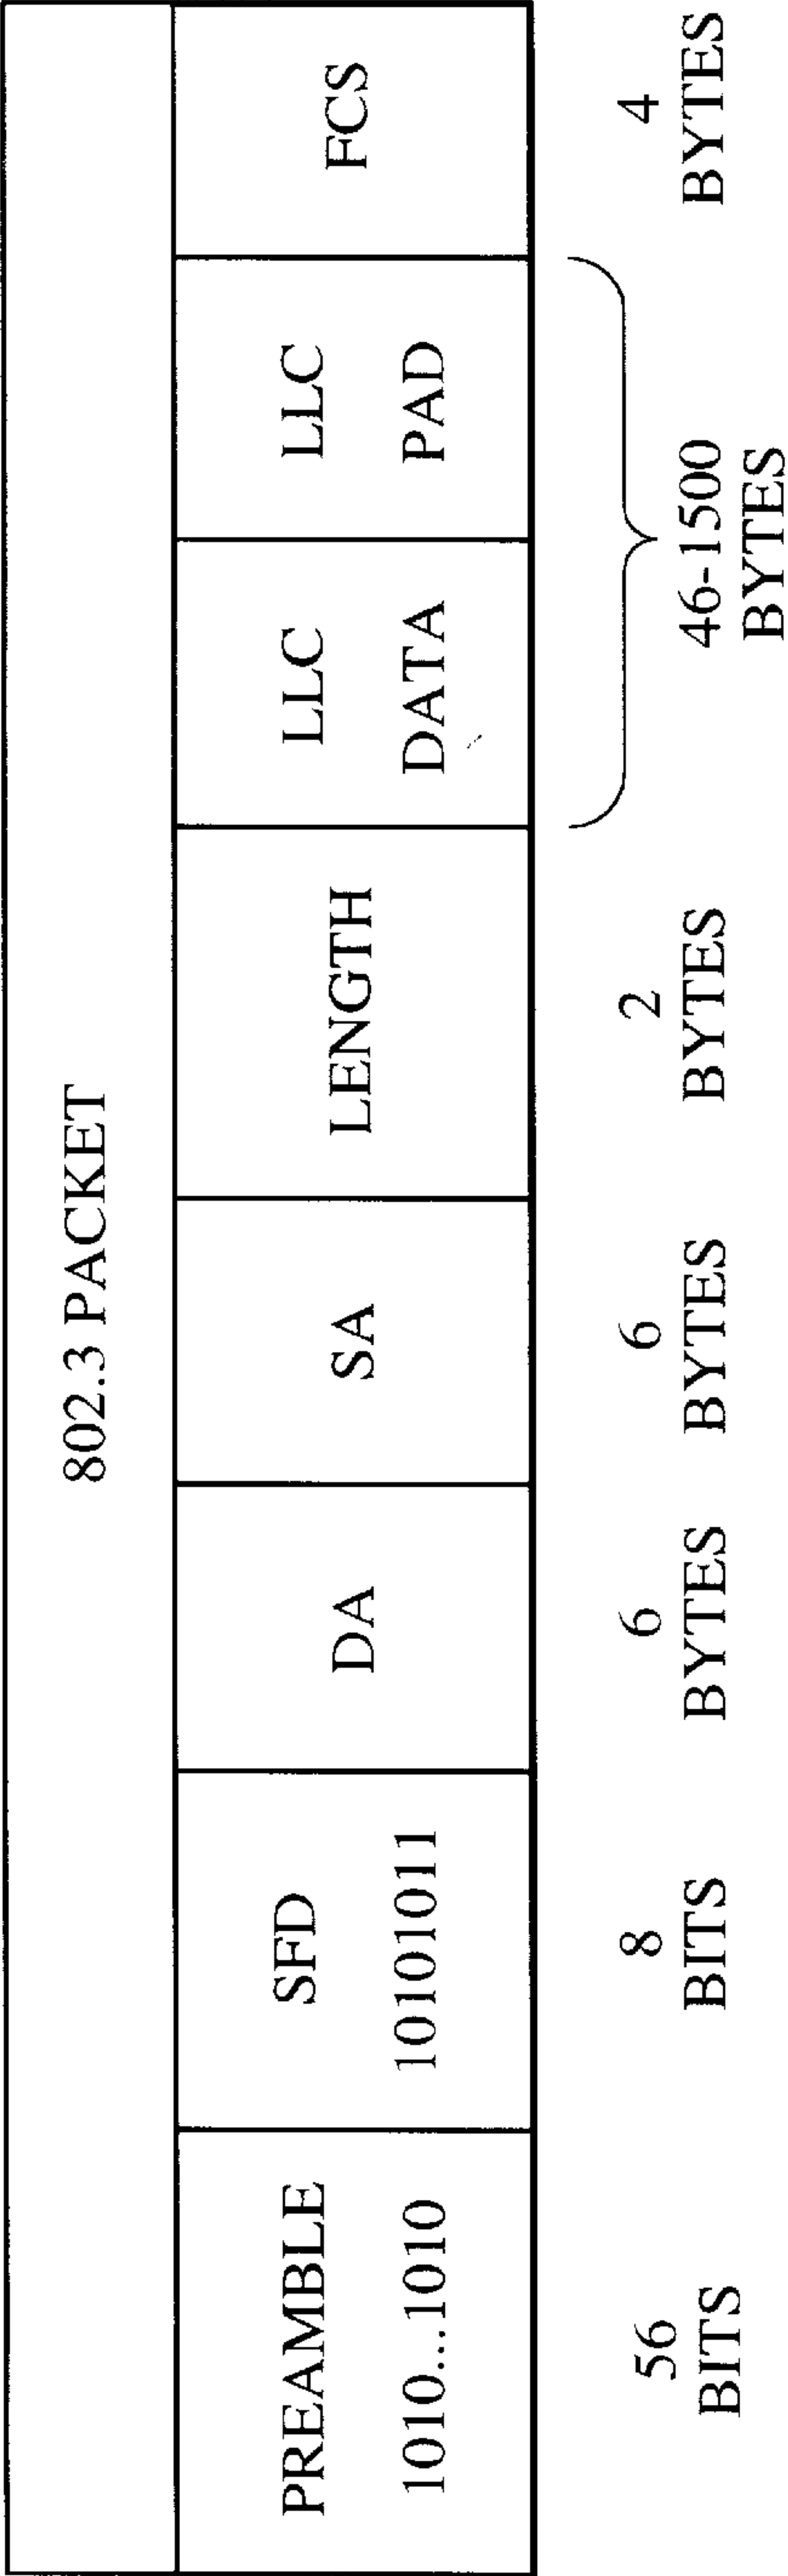 802.3 PACKET
PREAMBLE
1010...1010
SFD
10101011
DA
SA
LENGTH
LLC
DATA
LLC
PAD
FCS
56
BITS
8
BITS
6
BYTES
6
BYTES
2
BYTES
46-1500
BYTES
4
BYTES